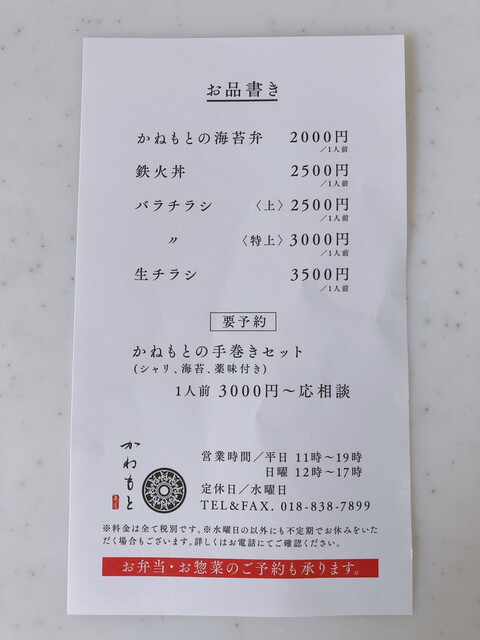 お品書き
かねもとの海苔弁 2000円
/1人前
鉄火丼 2500円
/1人前
バラチラシ 〈上〉2500円
/1人前
〃 〈特上〉3000円
/1人前
生チラシ 3500円
/1人前
要予約
かねもとの手巻きセット
(シャリ、海苔、薬味付き)
1人前 3000円〜応相談
かねもと
営業時間/平日 11時〜19時
日曜 12時〜17時
定休日/水曜日
TEL&FAX. 018-838-7899
※料金は全て税別です。※水曜日の以外にも不定期でお休みをいた
だく場合もございます。詳しくはお電話にてご確認ください。
お弁当・お惣菜のご予約も承ります。